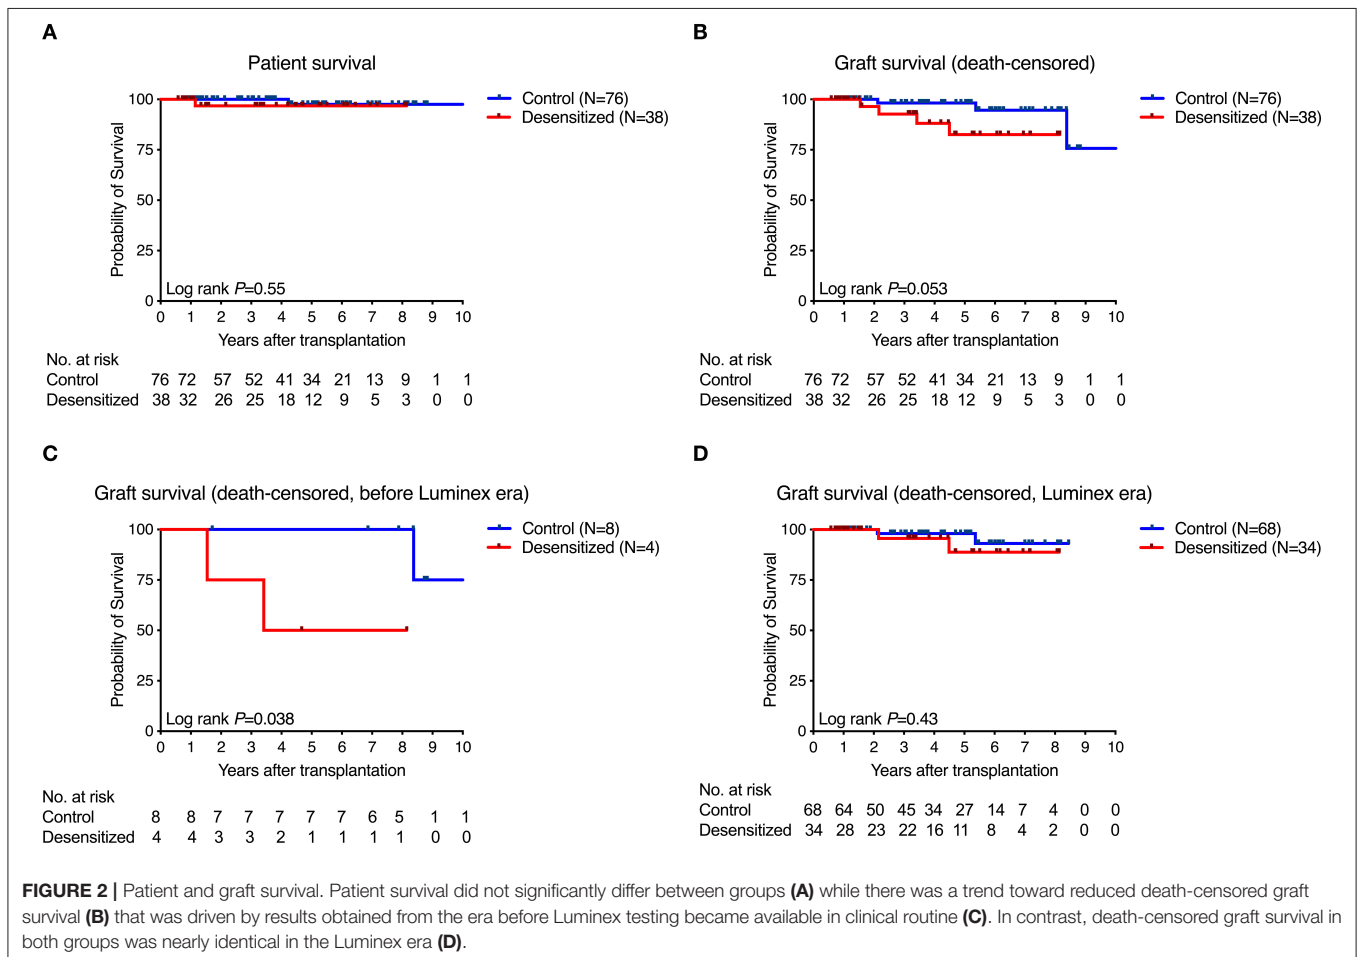 A
Patient survival
100
75
50
25
0
Probability of Survival
Control (N=76)
Desensitized (N=38)
Log rank P=0.55
0 1 2 3 4 5 6 7 8 9 10
Years after transplantation
No. at risk
Control 76 72 57 52 41 34 21 13 9 1 1
Desensitized 38 32 26 25 18 12 9 5 3 0 0
B
Graft survival (death-censored)
100
75
50
25
0
Probability of Survival
Control (N=76)
Desensitized (N=38)
Log rank P=0.053
0 1 2 3 4 5 6 7 8 9 10
Years after transplantation
No. at risk
Control 76 72 57 52 41 34 21 13 9 1 1
Desensitized 38 32 26 25 18 12 9 5 3 0 0
C
Graft survival (death-censored, before Luminex era)
100
75
50
25
0
Probability of Survival
Control (N=8)
Desensitized (N=4)
Log rank P=0.038
0 1 2 3 4 5 6 7 8 9 10
Years after transplantation
No. at risk
Control 8 8 7 7 7 7 7 6 5 1 1
Desensitized 4 4 3 3 2 1 1 1 1 0 0
D
Graft survival (death-censored, Luminex era)
100
75
50
25
0
Probability of Survival
Control (N=68)
Desensitized (N=34)
Log rank P=0.43
0 1 2 3 4 5 6 7 8 9 10
Years after transplantation
No. at risk
Control 68 64 50 45 34 27 14 7 4 0 0
Desensitized 34 28 23 22 16 11 8 4 2 0 0
FIGURE 2 | Patient and graft survival. Patient survival did not significantly differ between groups (A) while there was a trend toward reduced death-censored graft
survival (B) that was driven by results obtained from the era before Luminex testing became available in clinical routine (C). In contrast, death-censored graft survival in
both groups was nearly identical in the Luminex era (D).